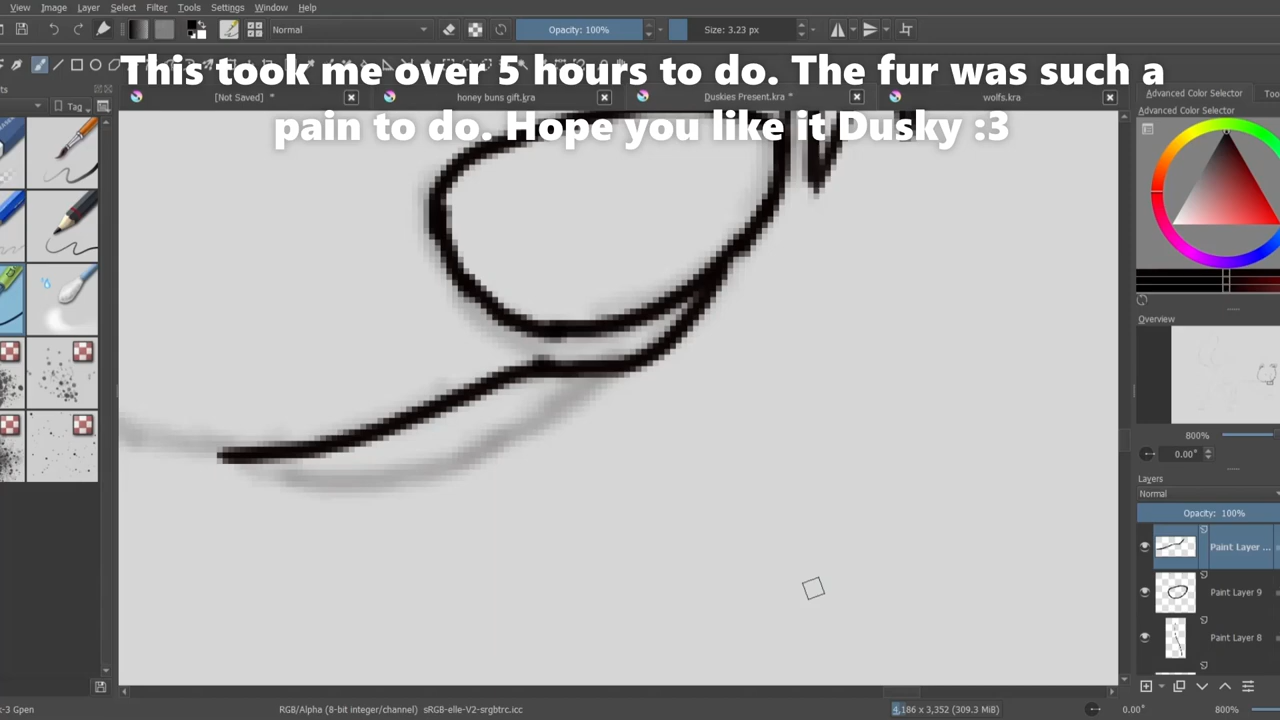 View Image Layer Select Filter Tools Settings Window Help
Normal Opacity: 100% Size: 3.23 px
This took me over 5 hours to do. The fur was such a
pain to do. Hope you like it Dusky :3
[Not Saved] * honey buns gift.kra Duskies Present.kra * wolfs.kra
Advanced Color Selector
Tag
Advanced Color Selector
Overview
800%
0.00°
Layers
Normal
Opacity: 100%
Paint Layer ...
Paint Layer 9
Paint Layer 8
Gpen RGB/Alpha (8-bit integer/channel) sRGB-elle-V2-srgbtrc.icc 4,186 x 3,352 (309.3 MiB) 0.00° 800%